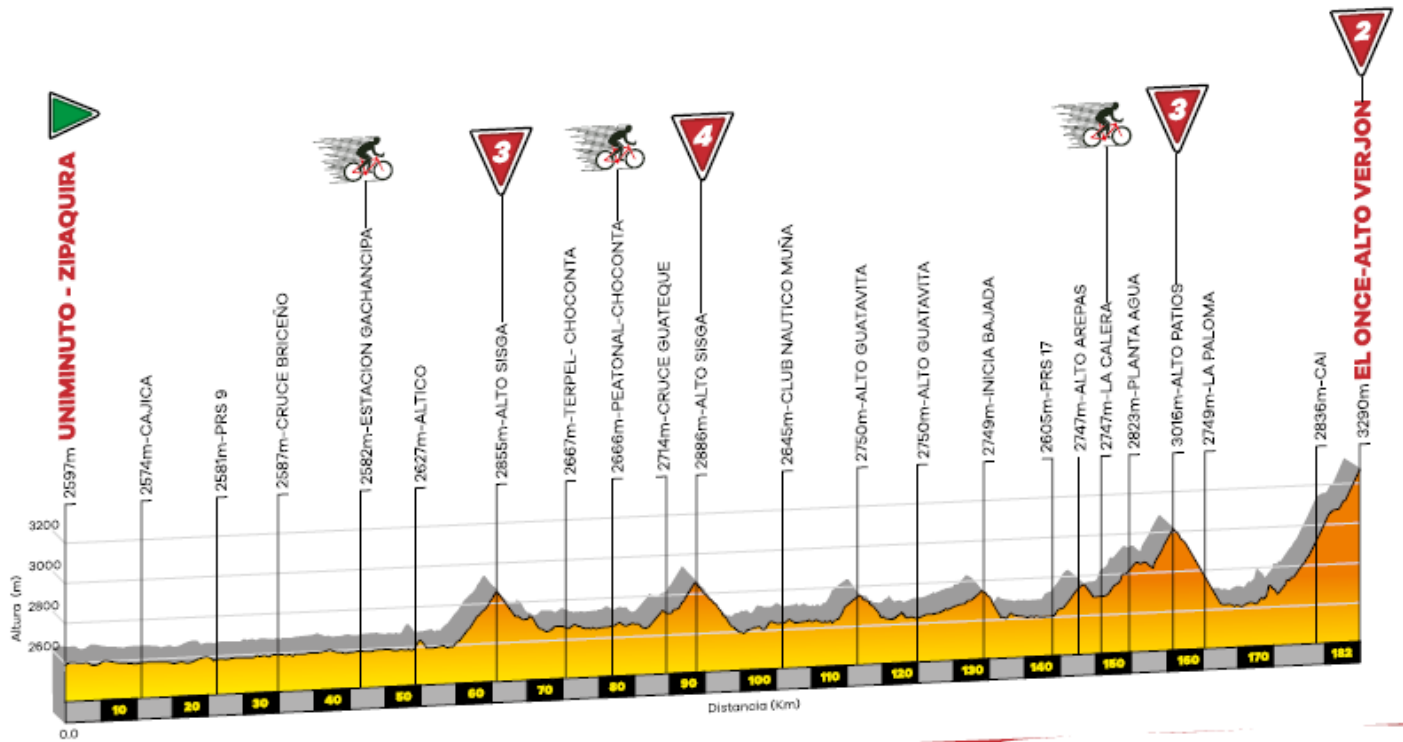 UNIMINUTO - ZIPAQUIRA
2597m
2574m-CAJICA
2581m-PRS 9
2587m-CRUCE BRICEÑO
2582m-ESTACION GACHANCIPA
2627m-ALTICO
3
2855m-ALTO SISGA
2667m-TERPEL- CHOCONTA
2666m-PEATONAL-CHOCONTA
2714m-CRUCE GUATEQUE
4
2886m-ALTO SISGA
2645m-CLUB NAUTICO MUÑA
2750m-ALTO GUATAVITA
2750m-ALTO GUATAVITA
2749m-INICIA BAJADA
2605m-PRS 17
2747m-ALTO AREPAS
2747m-LA CALERA
2823m-PLANTA AGUA
3
3016m-ALTO PATIOS
2749m-LA PALOMA
2836m-CAI
2
3290m EL ONCE-ALTO VERJON
Altura (m)
3200
3000
2800
2600
0.0
10
20
30
40
50
60
70
80
90
100
110
120
130
140
150
160
170
182
Distancia (Km)